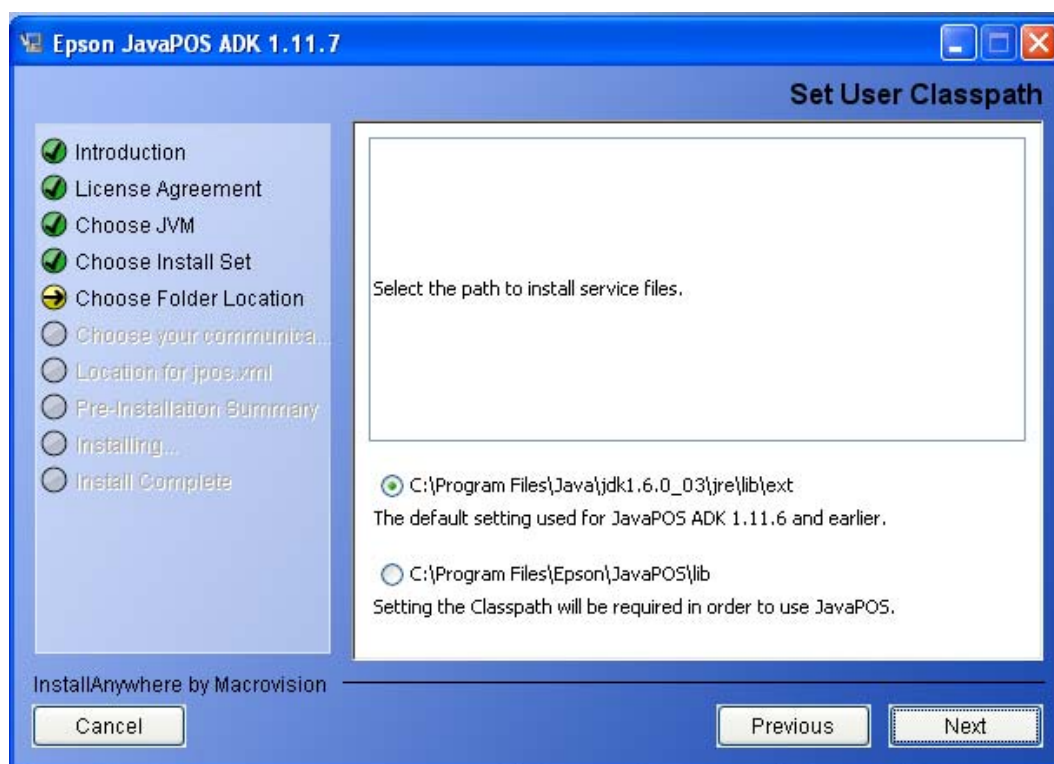 Epson JavaPOS ADK 1.11.7
Set User Classpath
Introduction
License Agreement
Choose JVM
Choose Install Set
Choose Folder Location
Choose your communica...
Location for jpos.xml
Pre-Installation Summary
Installing...
Install Complete
Select the path to install service files.
C:\Program Files\Java\jdk1.6.0_03\jre\lib\ext
The default setting used for JavaPOS ADK 1.11.6 and earlier.
C:\Program Files\Epson\JavaPOS\lib
Setting the Classpath will be required in order to use JavaPOS.
InstallAnywhere by Macrovision
Cancel
Previous
Next